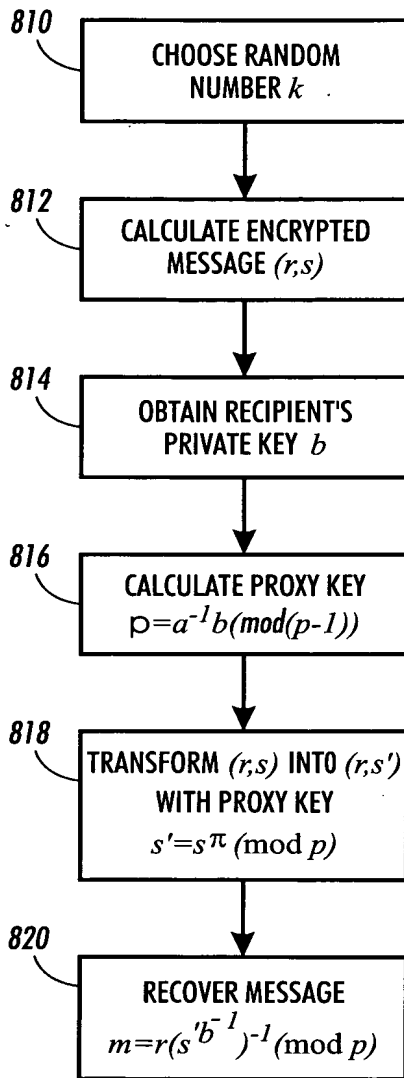 810
CHOOSE RANDOM
NUMBER k
812
CALCULATE ENCRYPTED
MESSAGE (r,s)
814
OBTAIN RECIPIENT'S
PRIVATE KEY b
816
CALCULATE PROXY KEY
p=a⁻¹b(mod(p-1))
818
TRANSFORM (r,s) INTO (r,s')
WITH PROXY KEY
s'=s^π (mod p)
820
RECOVER MESSAGE
m=r(s'^b⁻¹)⁻¹(mod p)